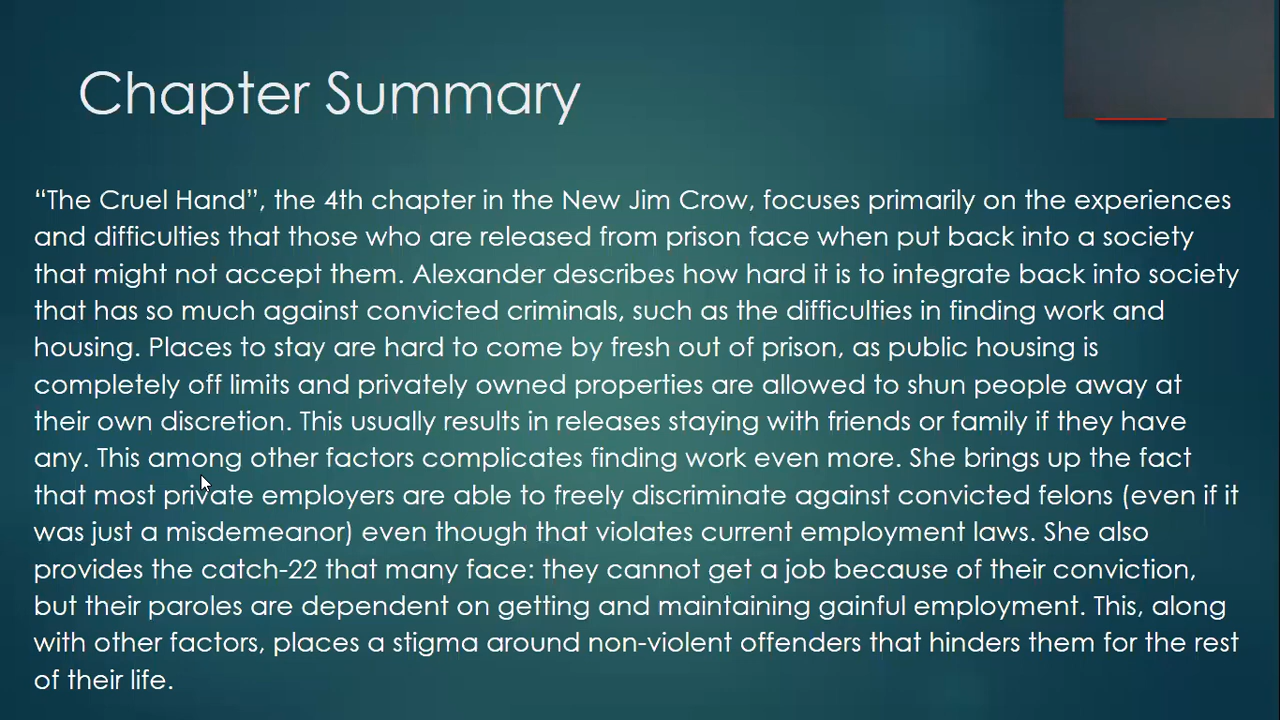 Chapter Summary
“The Cruel Hand”, the 4th chapter in the New Jim Crow, focuses primarily on the experiences
and difficulties that those who are released from prison face when put back into a society
that might not accept them. Alexander describes how hard it is to integrate back into society
that has so much against convicted criminals, such as the difficulties in finding work and
housing. Places to stay are hard to come by fresh out of prison, as public housing is
completely off limits and privately owned properties are allowed to shun people away at
their own discretion. This usually results in releases staying with friends or family if they have
any. This among other factors complicates finding work even more. She brings up the fact
that most private employers are able to freely discriminate against convicted felons (even if it
was just a misdemeanor) even though that violates current employment laws. She also
provides the catch-22 that many face: they cannot get a job because of their conviction,
but their paroles are dependent on getting and maintaining gainful employment. This, along
with other factors, places a stigma around non-violent offenders that hinders them for the rest
of their life.